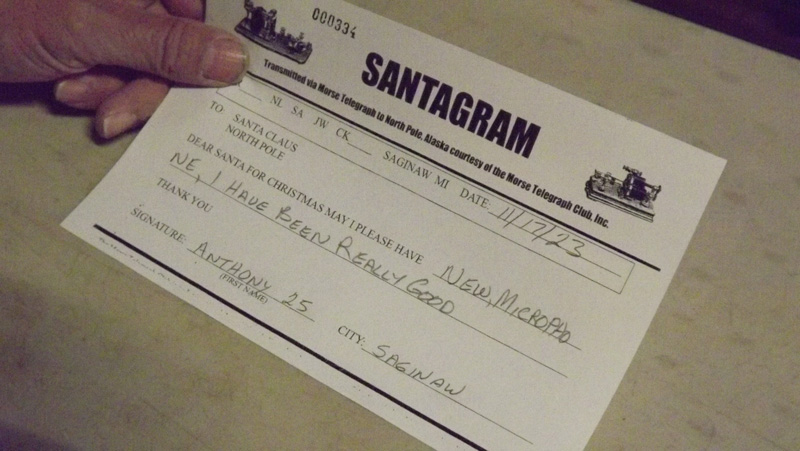 000334
SANTAGRAM
Transmitted via Morse Telegraph to North Pole, Alaska courtesy of the Morse Telegraph Club, Inc.
NL SA JW CK____ SAGINAW MI DATE: 11/17/23
TO SANTA CLAUS
NORTH POLE
DEAR SANTA FOR CHRISTMAS MAY I PLEASE HAVE NEW, MICROPHO
NE, I HAVE BEEN REALLY GOOD
THANK YOU
SIGNATURE: ANTHONY 25 CITY: SAGINAW
(FIRST NAME)